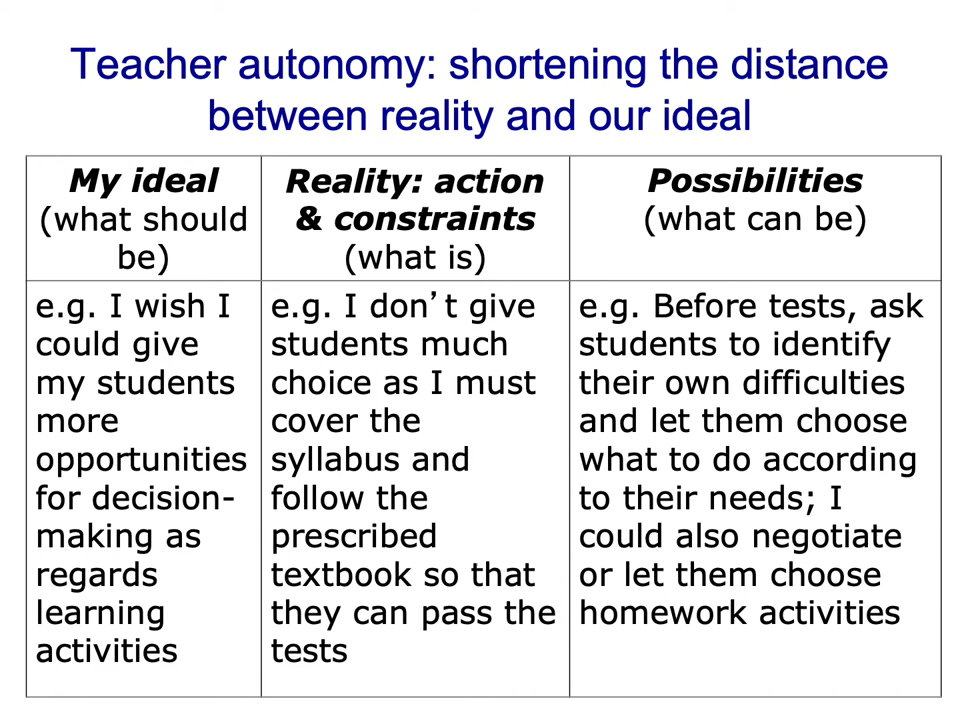 Teacher autonomy: shortening the distance
between reality and our ideal
My ideal
(what should
be)
Reality: action
& constraints
(what is)
Possibilities
(what can be)
e.g. I wish I
could give
my students
more
opportunities
for decision-
making as
regards
learning
activities
e.g. I don’t give
students much
choice as I must
cover the
syllabus and
follow the
prescribed
textbook so that
they can pass the
tests
e.g. Before tests, ask
students to identify
their own difficulties
and let them choose
what to do according
to their needs; I
could also negotiate
or let them choose
homework activities